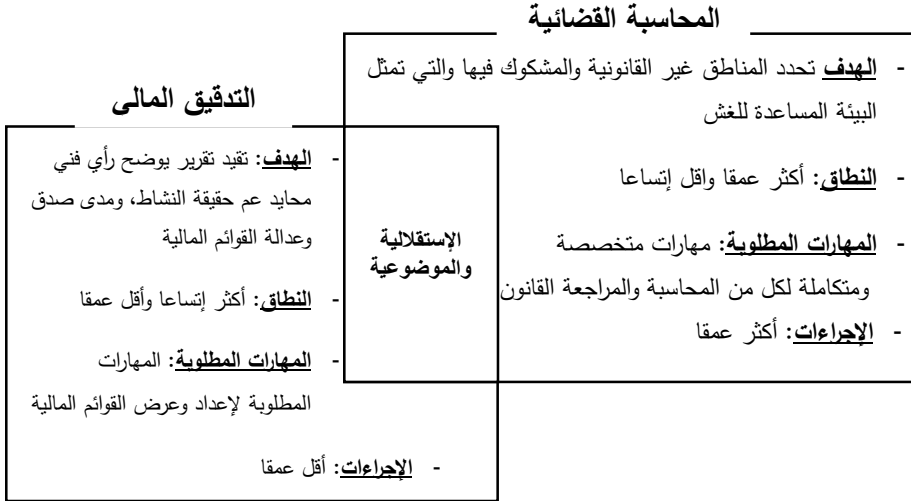 المحاسبة القضائية
- الهدف تحدد المناطق غير القانونية والمشكوك فيها والتي تمثل
البيئة المساعدة للغش
- النطاق: أكثر عمقا واقل إتساعا
- المهارات المطلوبة: مهارات متخصصة
ومتكاملة لكل من المحاسبة والمراجعة القانون
- الإجراءات: أكثر عمقا
الإستقلالية
والموضوعية
التدقيق المالى
- الهدف: تقيد تقرير يوضح رأي فني
محايد عم حقيقة النشاط، ومدى صدق
وعدالة القوائم المالية
- النطاق: أكثر إتساعا وأقل عمقا
- المهارات المطلوبة: المهارات
المطلوبة لإعداد وعرض القوائم المالية
- الإجراءات: أقل عمقا